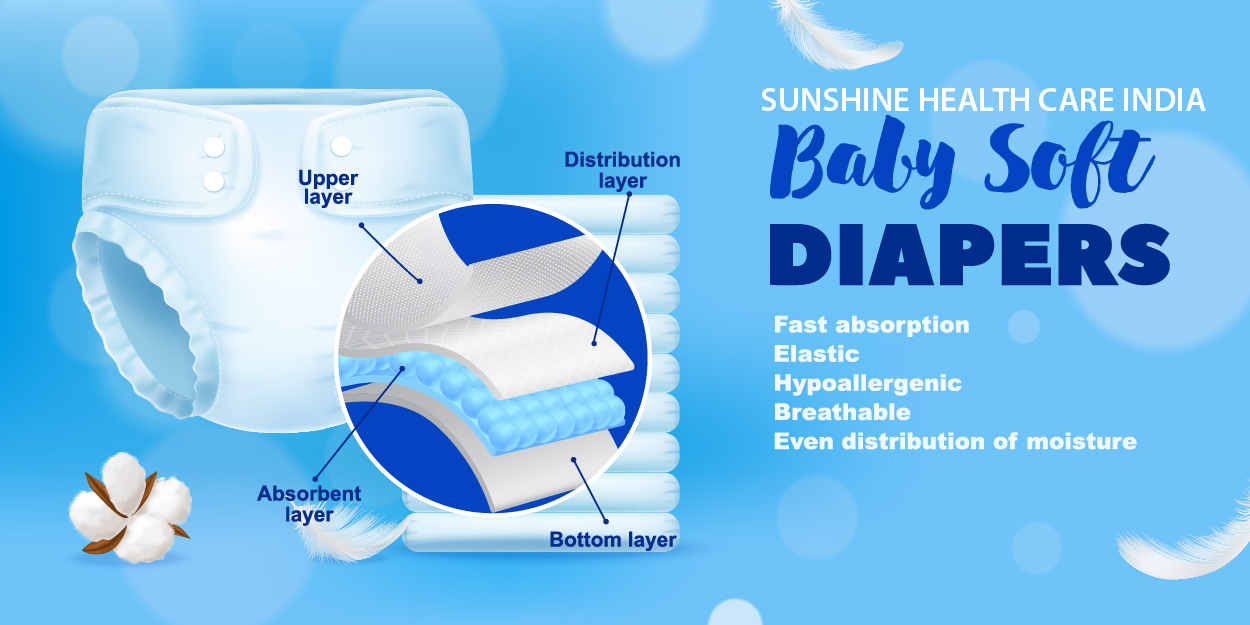 SUNSHINE HEALTH CARE INDIA
Baby Soft
DIAPERS
Fast absorption
Elastic
Hypoallergenic
Breathable
Even distribution of moisture
Upper
layer
Distribution
layer
Absorbent
layer
Bottom layer